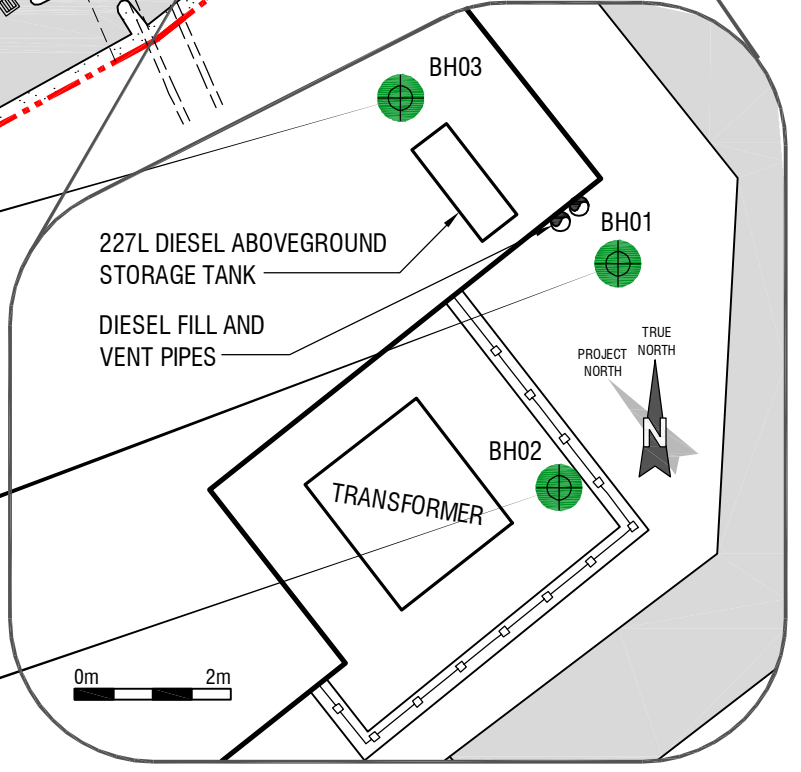 BH03
227L DIESEL ABOVEGROUND
STORAGE TANK
BH01
DIESEL FILL AND
VENT PIPES
TRUE
NORTH
PROJECT
NORTH
N
BH02
TRANSFORMER
0m 2m